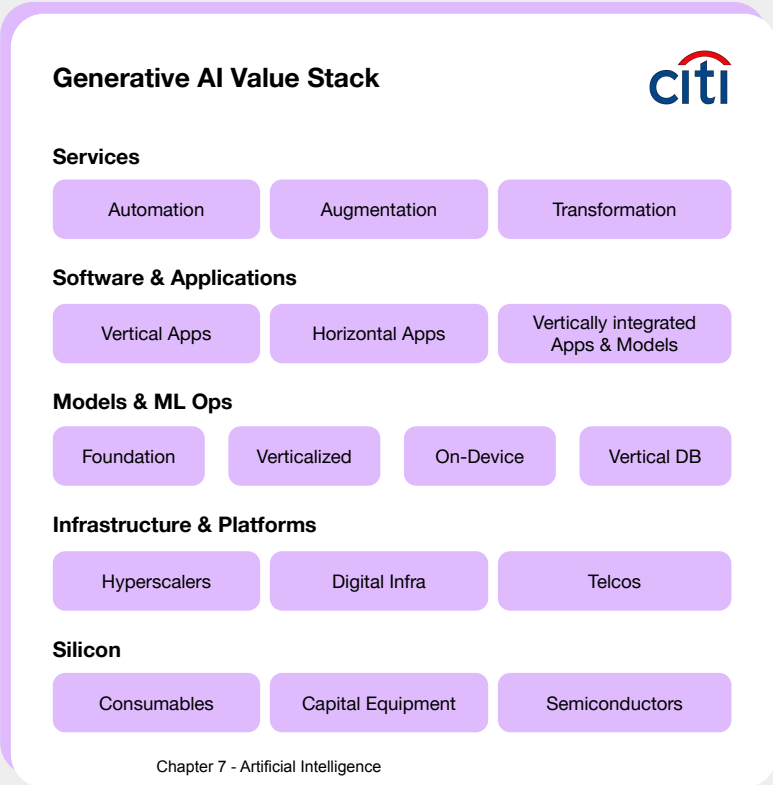 Generative AI Value Stack
citi
Services
Automation
Augmentation
Transformation
Software & Applications
Vertical Apps
Horizontal Apps
Vertically integrated
Apps & Models
Models & ML Ops
Foundation
Verticalized
On-Device
Vertical DB
Infrastructure & Platforms
Hyperscalers
Digital Infra
Telcos
Silicon
Consumables
Capital Equipment
Semiconductors
Chapter 7 - Artificial Intelligence